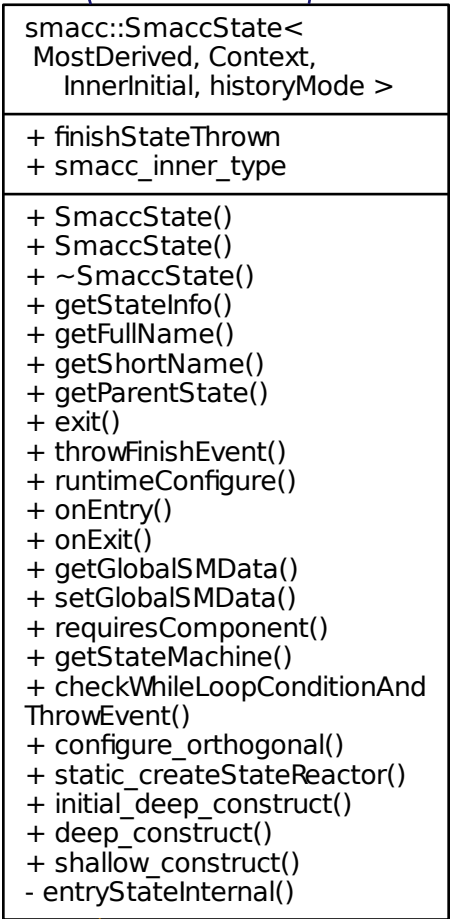 smacc::SmaccState<
MostDerived, Context,
InnerInitial, historyMode >
+ finishStateThrown
+ smacc_inner_type
+ SmaccState()
+ SmaccState()
+ ~SmaccState()
+ getStateInfo()
+ getFullName()
+ getShortName()
+ getParentState()
+ exit()
+ throwFinishEvent()
+ runtimeConfigure()
+ onEntry()
+ onExit()
+ getGlobalSMData()
+ setGlobalSMData()
+ requiresComponent()
+ getStateMachine()
+ checkWhileLoopConditionAnd
ThrowEvent()
+ configure_orthogonal()
+ static_createStateReactor()
+ initial_deep_construct()
+ deep_construct()
+ shallow_construct()
- entryStateInternal()